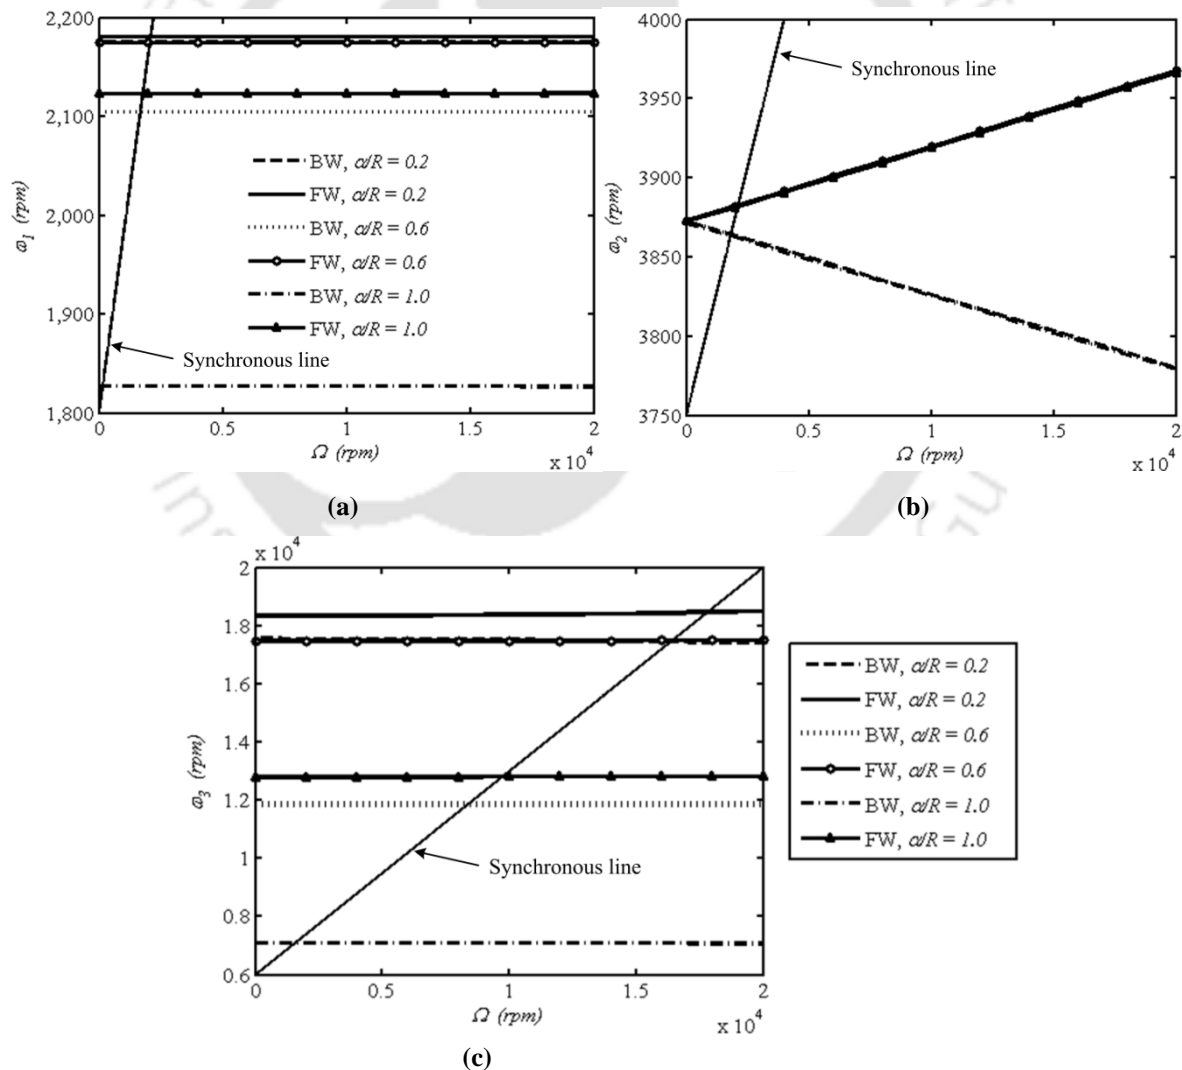 2,200
2,100
2,000
1,900
1,800
ω1 (rpm)
BW, a/R = 0.2
FW, a/R = 0.2
BW, a/R = 0.6
FW, a/R = 0.6
BW, a/R = 1.0
FW, a/R = 1.0
Synchronous line
0 0.5 1 1.5 2
Ω (rpm)
x 10^4
(a)
4000
3950
3900
3850
3800
3750
ω2 (rpm)
Synchronous line
0 0.5 1 1.5 2
Ω (rpm)
x 10^4
(b)
x 10^4
2
1.8
1.6
1.4
1.2
1
0.8
0.6
ω3 (rpm)
Synchronous line
0 0.5 1 1.5 2
Ω (rpm)
x 10^4
BW, a/R = 0.2
FW, a/R = 0.2
BW, a/R = 0.6
FW, a/R = 0.6
BW, a/R = 1.0
FW, a/R = 1.0
(c)